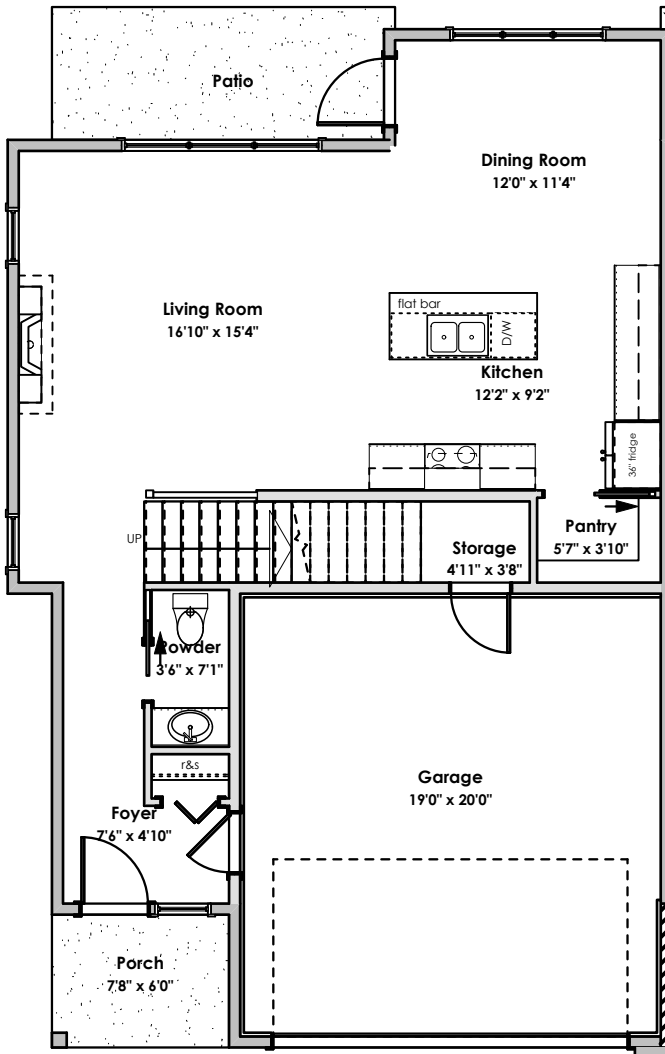 Patio
Dining Room
12'0" x 11'4"
Living Room
16'10" x 15'4"
flat bar
D/W
Kitchen
12'2" x 9'2"
36" fridge
UP
Storage
4'11" x 3'8"
Pantry
5'7" x 3'10"
Powder
3'6" x 7'1"
r&s
Garage
19'0" x 20'0"
Foyer
7'6" x 4'10"
Porch
7'8" x 6'0"